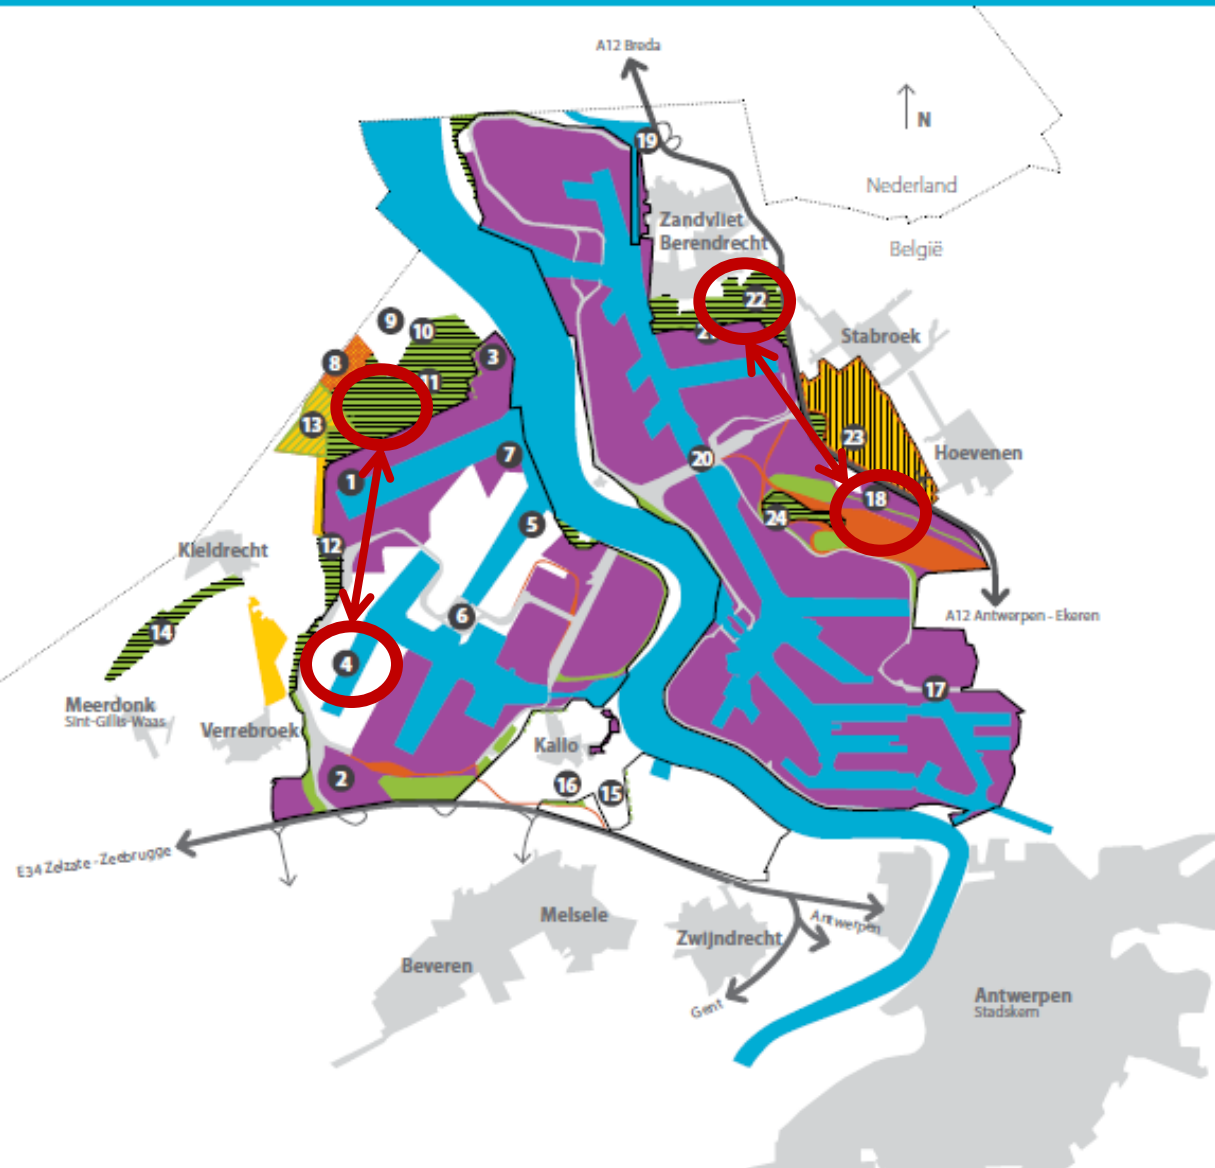 A12 Breda
N
19
Nederland
Zandvliet
Berendrecht
België
22
9
10
Stabroek
3
8
11
13
23
7
Hoevenen
20
1
18
24
5
12
Kieldrecht
6
A12 Antwerpen - Ekeren
14
4
17
Meerdonk
Sint-Gillis-Waas
Verrebroek
Kallo
2
16
15
E34 Zelzate - Zeebrugge
Melsele
Antwerpen
Zwijndrecht
Beveren
Gent
Antwerpen
Stadskern